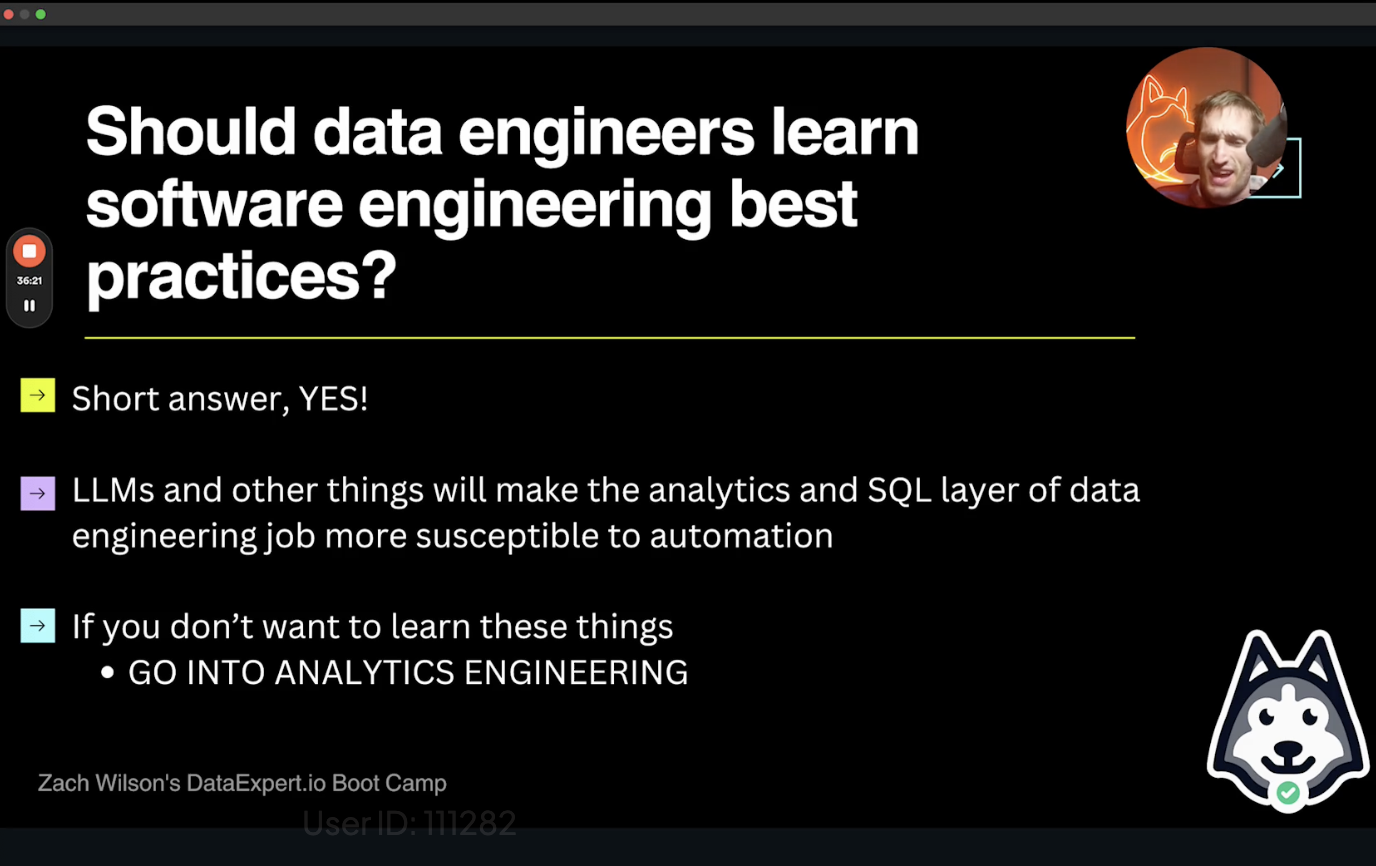 Should data engineers learn
software engineering best
practices?
36:21
Short answer, YES!
LLMs and other things will make the analytics and SQL layer of data
engineering job more susceptible to automation
If you don’t want to learn these things
GO INTO ANALYTICS ENGINEERING
Zach Wilson's DataExpert.io Boot Camp
User ID: 111282